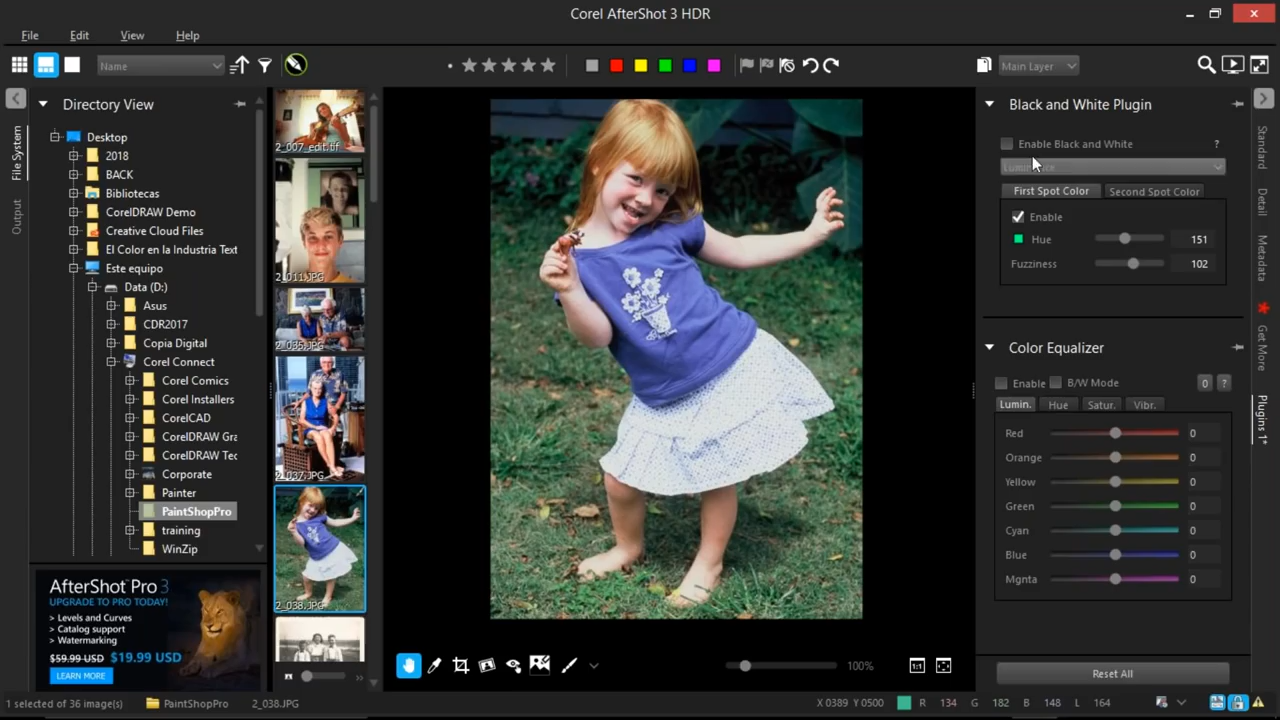 Corel AfterShot 3 HDR
File Edit View Help
Name
Main Layer
Directory View
File System
Output
Desktop
2018
BACK
Bibliotecas
CorelDRAW Demo
Creative Cloud Files
El Color en la Industria Text
Este equipo
Data (D:)
Asus
CDR2017
Copia Digital
Corel Connect
Corel Comics
Corel Installers
CorelCAD
CorelDRAW Gra
CorelDRAW Tec
Corporate
Painter
PaintShopPro
training
WinZip
AfterShot Pro 3
UPGRADE TO PRO TODAY!
> Levels and Curves
> Catalog support
> Watermarking
$59.99 USD $19.99 USD
LEARN MORE
2_007_edit.tif
2_011.JPG
2_035.JPG
2_037.JPG
2_038.JPG
100%
1:1
Black and White Plugin
Enable Black and White ?
First Spot Color Second Spot Color
Enable
Hue 151
Fuzziness 102
Color Equalizer
Enable B/W Mode 0 ?
Lumin. Hue Satur. Vibr.
Red 0
Orange 0
Yellow 0
Green 0
Cyan 0
Blue 0
Mgnta 0
Reset All
Standard
Detail
Metadata
Get More
Plugins 1*
1 selected of 36 image(s) PaintShopPro 2_038.JPG X 0389 Y 0500 R 134 G 182 B 148 L 164